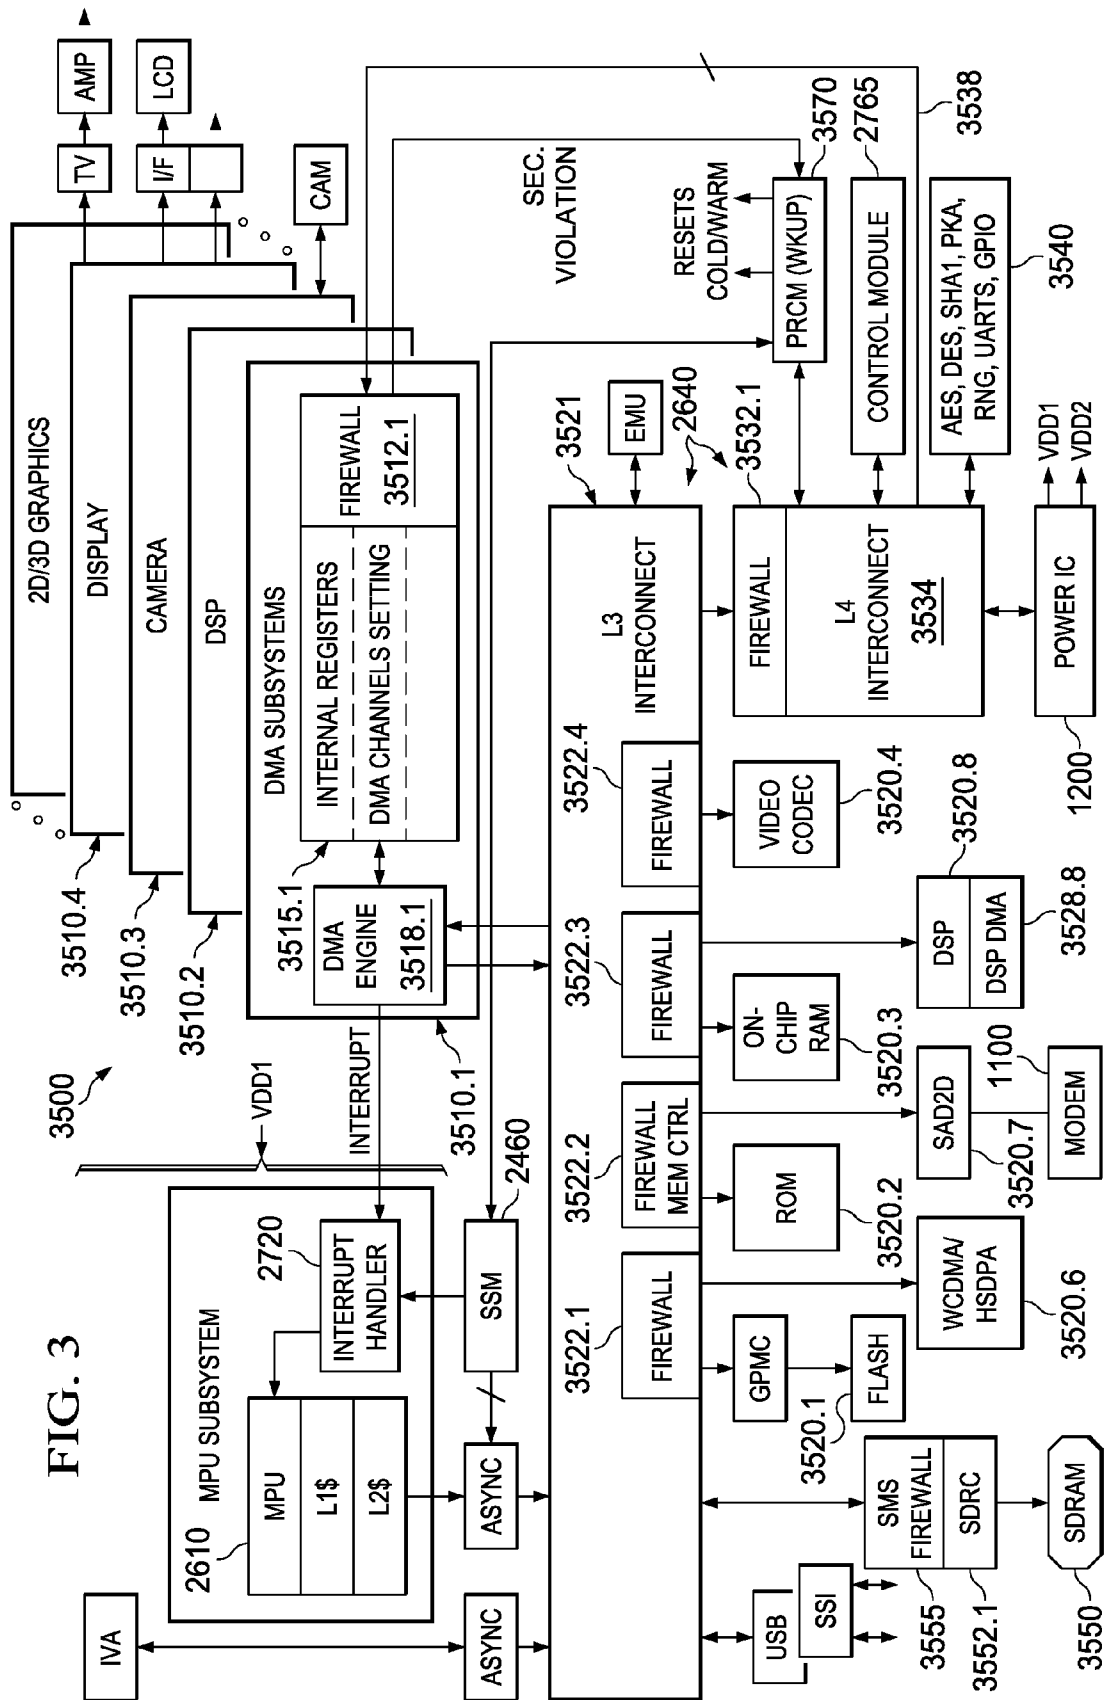 FIG. 3
3500
IVA
MPU SUBSYSTEM
2610
MPU
L1$
L2$
2720
INTERRUPT
HANDLER
VDD1
INTERRUPT
ASYNC
ASYNC
SSM
2460
3510.4
3510.3
3510.2
3510.1
2D/3D GRAPHICS
DISPLAY
CAMERA
DSP
DMA SUBSYSTEMS
3515.1
DMA
ENGINE
3518.1
INTERNAL REGISTERS
DMA CHANNELS SETTING
FIREWALL
3512.1
TV
AMP
I/F
LCD
CAM
SEC.
VIOLATION
RESETS
COLD/WARM
PRCM (WKUP)
3570
CONTROL MODULE
2765
3538
AES, DES, SHA1, PKA,
RNG, UARTS, GPIO
3540
L3
INTERCONNECT
3521
EMU
2640
3532.1
FIREWALL
L4
INTERCONNECT
3534
POWER IC
1200
VDD1
VDD2
3522.1
FIREWALL
3522.2
FIREWALL
MEM CTRL
3522.3
FIREWALL
3522.4
FIREWALL
USB
SSI
SMS
FIREWALL
SDRC
3555
3552.1
SDRAM
3550
GPMC
FLASH
3520.1
WCDMA/
HSDPA
3520.6
ROM
3520.2
SAD2D
3520.7
MODEM
1100
ON-
CHIP
RAM
3520.3
DSP
DSP DMA
3520.8
3528.8
VIDEO
CODEC
3520.4